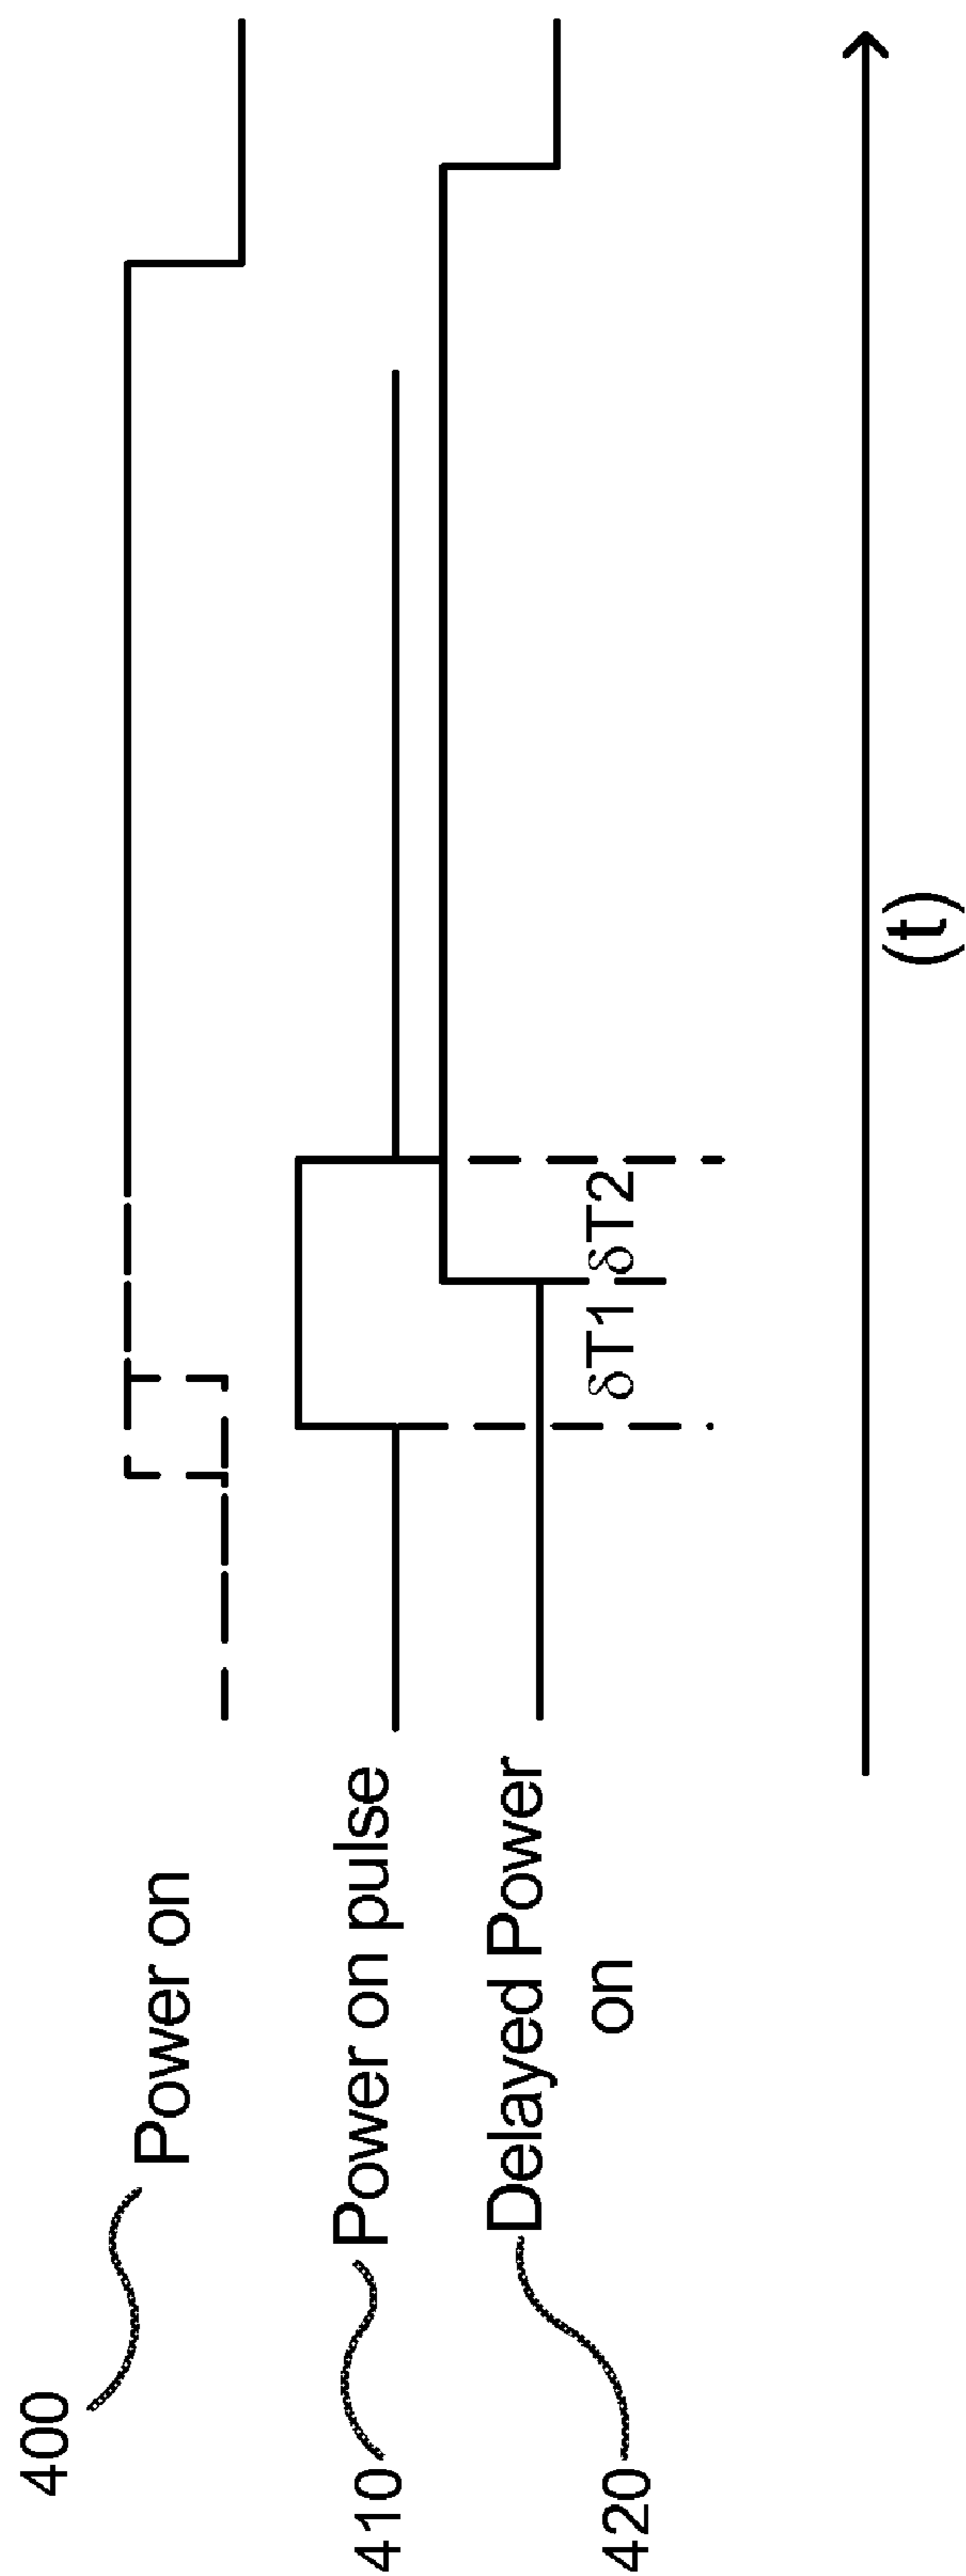 400
Power on
410
Power on pulse
420
Delayed Power
on
δT1 δT2
(t)